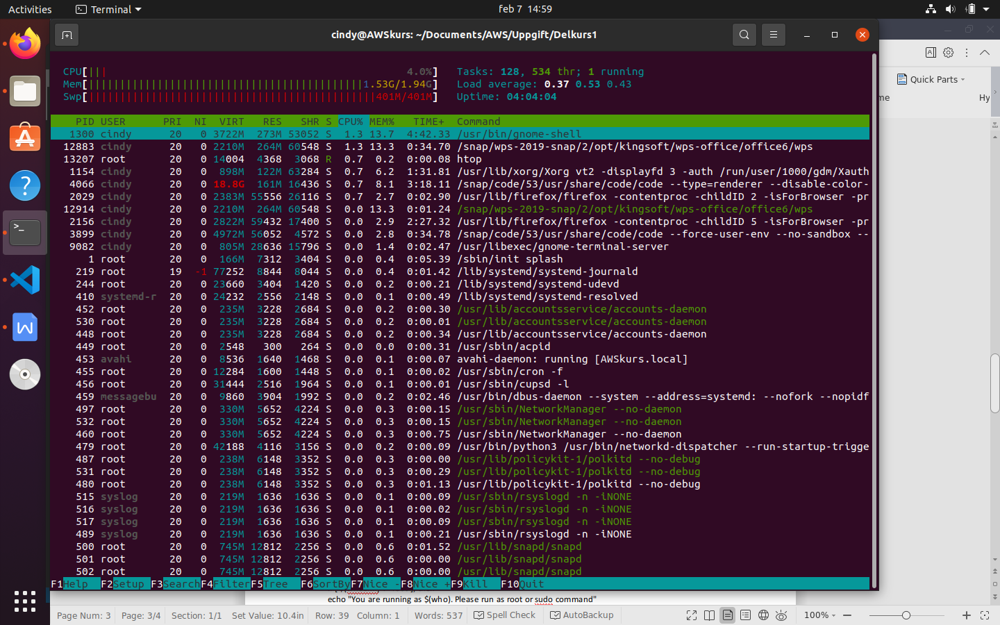 Activities Terminal feb 7 14:59
cindy@AWSkurs: ~/Documents/AWS/Uppgift/Delkurs1
CPU[||| 4.0%] Tasks: 128, 534 thr; 1 running
Mem[||||||||||||||||||||||||||||||||||||||||||||1.53G/1.94G] Load average: 0.37 0.53 0.43
Swp[||||||||||||||||||||||||||||||||||||||||||||||401M/401M] Uptime: 04:04:04
Quick Parts
me Hy
PID USER PRI NI VIRT RES SHR S CPU% MEM% TIME+ Command
1300 cindy 20 0 3722M 273M 53052 S 1.3 13.7 4:42.33 /usr/bin/gnome-shell
12883 cindy 20 0 2210M 264M 60548 S 1.3 13.3 0:34.70 /snap/wps-2019-snap/2/opt/kingsoft/wps-office/office6/wps
13207 root 20 0 14004 4368 3068 R 0.7 0.2 0:00.08 htop
1154 cindy 20 0 898M 122M 63284 S 0.7 6.2 1:31.81 /usr/lib/xorg/Xorg vt2 -displayfd 3 -auth /run/user/1000/gdm/Xauth
4066 cindy 20 0 18.8G 161M 16436 S 0.7 8.1 3:18.11 /snap/code/53/usr/share/code/code --type=renderer --disable-color-
2029 cindy 20 0 2383M 55556 26116 S 0.7 2.7 0:02.90 /usr/lib/firefox/firefox -contentproc -childID 2 -isForBrowser -pr
12914 cindy 20 0 2210M 264M 60548 S 0.0 13.3 0:01.24 /snap/wps-2019-snap/2/opt/kingsoft/wps-office/office6/wps
2156 cindy 20 0 2822M 59432 17400 S 0.0 2.9 2:27.32 /usr/lib/firefox/firefox -contentproc -childID 5 -isForBrowser -pr
3899 cindy 20 0 4972M 56052 4572 S 0.0 2.8 0:34.78 /snap/code/53/usr/share/code/code --force-user-env --no-sandbox --
9082 cindy 20 0 805M 28636 15796 S 0.0 1.4 0:02.47 /usr/libexec/gnome-terminal-server
1 root 20 0 166M 7312 3404 S 0.0 0.4 0:05.39 /sbin/init splash
219 root 19 -1 77252 8844 8044 S 0.0 0.4 0:01.42 /lib/systemd/systemd-journald
244 root 20 0 23660 3404 1420 S 0.0 0.2 0:00.21 /lib/systemd/systemd-udevd
410 systemd-r 20 0 24232 2556 2148 S 0.0 0.1 0:00.49 /lib/systemd/systemd-resolved
452 root 20 0 235M 3228 2684 S 0.0 0.2 0:00.30 /usr/lib/accountsservice/accounts-daemon
530 root 20 0 235M 3228 2684 S 0.0 0.2 0:00.01 /usr/lib/accountsservice/accounts-daemon
448 root 20 0 235M 3228 2684 S 0.0 0.2 0:00.34 /usr/lib/accountsservice/accounts-daemon
449 root 20 0 2548 300 264 S 0.0 0.0 0:00.31 /usr/sbin/acpid
453 avahi 20 0 8536 1640 1468 S 0.0 0.1 0:00.07 avahi-daemon: running [AWSkurs.local]
455 root 20 0 12284 1600 1448 S 0.0 0.1 0:00.02 /usr/sbin/cron -f
456 root 20 0 31444 2516 1964 S 0.0 0.1 0:00.01 /usr/sbin/cupsd -l
459 messagebu 20 0 9860 3904 1992 S 0.0 0.2 0:02.46 /usr/bin/dbus-daemon --system --address=systemd: --nofork --nopidf
497 root 20 0 330M 5652 4224 S 0.0 0.3 0:00.15 /usr/sbin/NetworkManager --no-daemon
532 root 20 0 330M 5652 4224 S 0.0 0.3 0:00.15 /usr/sbin/NetworkManager --no-daemon
460 root 20 0 330M 5652 4224 S 0.0 0.3 0:00.75 /usr/sbin/NetworkManager --no-daemon
479 root 20 0 42188 4116 3156 S 0.0 0.2 0:00.09 /usr/bin/python3 /usr/bin/networkd-dispatcher --run-startup-trigge
487 root 20 0 238M 6148 3352 S 0.0 0.3 0:00.00 /usr/lib/policykit-1/polkitd --no-debug
531 root 20 0 238M 6148 3352 S 0.0 0.3 0:00.29 /usr/lib/policykit-1/polkitd --no-debug
480 root 20 0 238M 6148 3352 S 0.0 0.3 0:01.13 /usr/lib/policykit-1/polkitd --no-debug
515 syslog 20 0 219M 1636 1636 S 0.0 0.1 0:00.09 /usr/sbin/rsyslogd -n -iNONE
516 syslog 20 0 219M 1636 1636 S 0.0 0.1 0:00.02 /usr/sbin/rsyslogd -n -iNONE
517 syslog 20 0 219M 1636 1636 S 0.0 0.1 0:00.09 /usr/sbin/rsyslogd -n -iNONE
489 syslog 20 0 219M 1636 1636 S 0.0 0.1 0:00.21 /usr/sbin/rsyslogd -n -iNONE
500 root 20 0 745M 12812 2256 S 0.0 0.6 0:01.52 /usr/lib/snapd/snapd
501 root 20 0 745M 12812 2256 S 0.0 0.6 0:00.00 /usr/lib/snapd/snapd
502 root 20 0 745M 12812 2256 S 0.0 0.6 0:00.00 /usr/lib/snapd/snapd
F1Help F2Setup F3SearchF4FilterF5Tree F6SortByF7Nice -F8Nice +F9Kill F10Quit
echo "You are running as $(who). Please run as root or sudo command"
Page Num: 3 Page: 3/4 Section: 1/1 Set Value: 10.4in Row: 39 Column: 1 Words: 537 Spell Check AutoBackup 100%